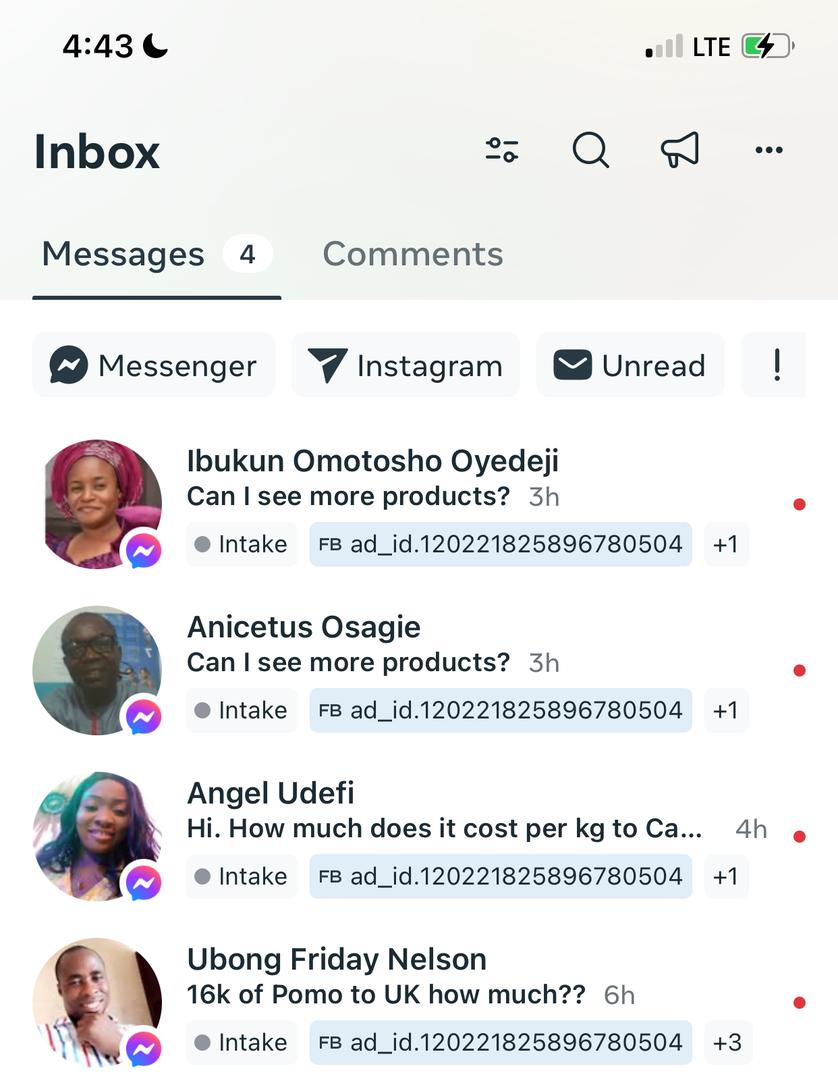 4:43
LTE
Inbox
Messages 4 Comments
Messenger Instagram Unread !
Ibukun Omotosho Oyedeji
Can I see more products? 3h
Intake FB ad_id.120221825896780504 +1
Anicetus Osagie
Can I see more products? 3h
Intake FB ad_id.120221825896780504 +1
Angel Udefi
Hi. How much does it cost per kg to Ca... 4h
Intake FB ad_id.120221825896780504 +1
Ubong Friday Nelson
16k of Pomo to UK how much?? 6h
Intake FB ad_id.120221825896780504 +3